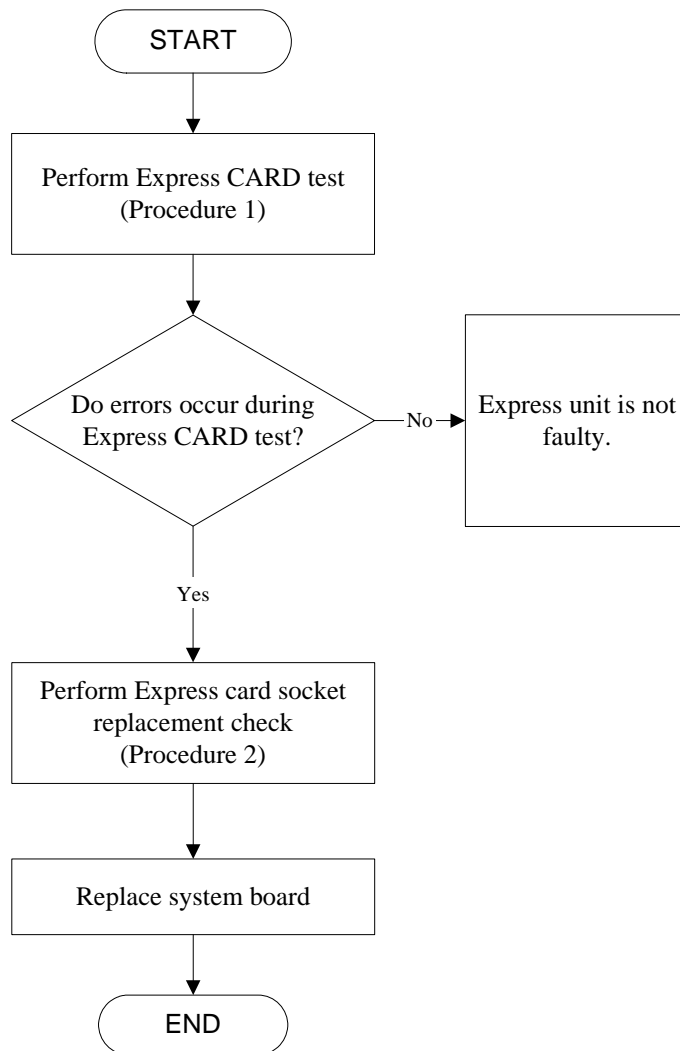 START
Perform Express CARD test
(Procedure 1)
Do errors occur during
Express CARD test?
No
Express unit is not
faulty.
Yes
Perform Express card socket
replacement check
(Procedure 2)
Replace system board
END